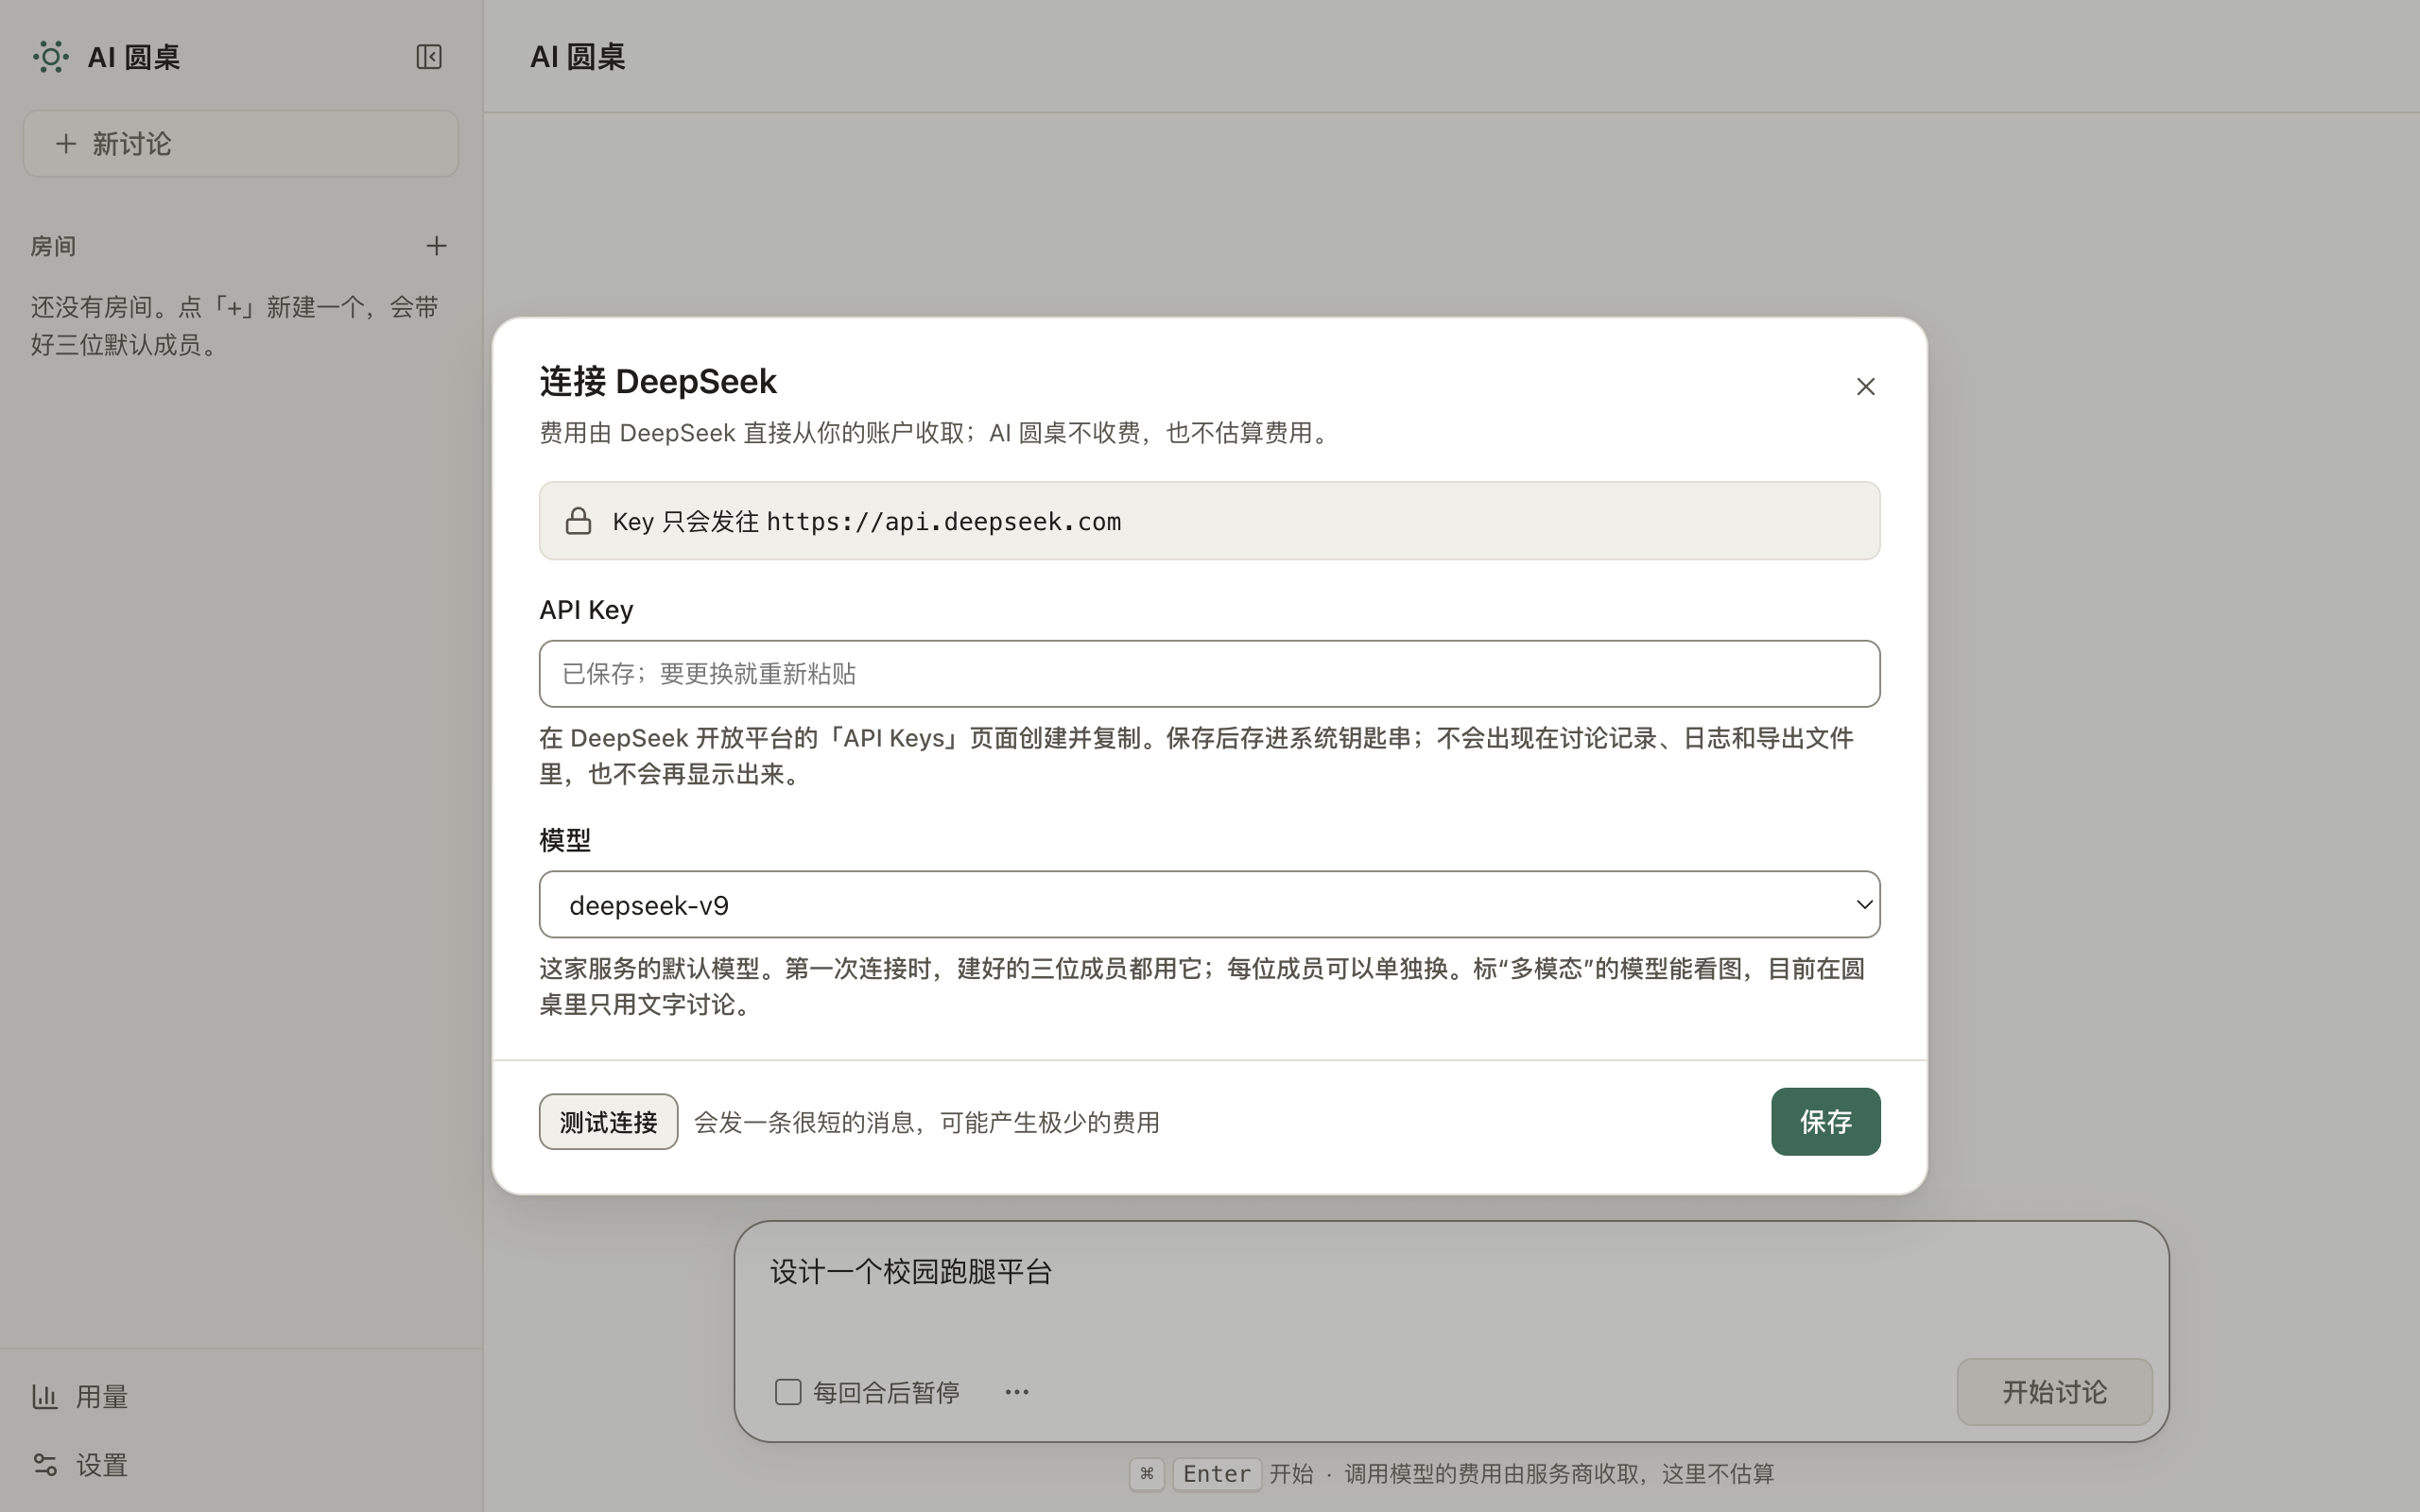 AI 圆桌
新讨论
房间
还没有房间。点「+」新建一个，会带
好三位默认成员。
用量
设置
AI 圆桌
连接 DeepSeek
费用由 DeepSeek 直接从你的账户收取；AI 圆桌不收费，也不估算费用。
Key 只会发往 https://api.deepseek.com
API Key
已保存；要更换就重新粘贴
在 DeepSeek 开放平台的「API Keys」页面创建并复制。保存后存进系统钥匙串；不会出现在讨论记录、日志和导出文件
里，也不会再显示出来。
模型
deepseek-v9
这家服务的默认模型。第一次连接时，建好的三位成员都用它；每位成员可以单独换。标“多模态”的模型能看图，目前在圆
桌里只用文字讨论。
测试连接 会发一条很短的消息，可能产生极少的费用
保存
设计一个校园跑腿平台
每回合后暂停
开始讨论
⌘ Enter 开始 · 调用模型的费用由服务商收取，这里不估算